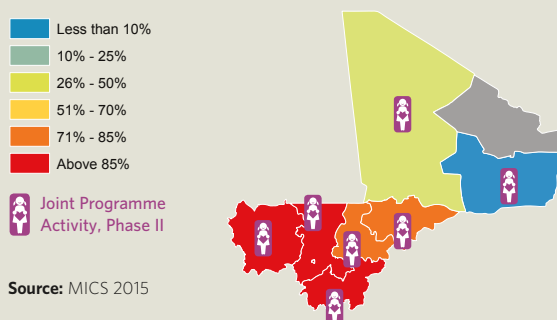 Less than 10%
10% - 25%
26% - 50%
51% - 70%
71% - 85%
Above 85%
Joint Programme
Activity, Phase II
Source: MICS 2015